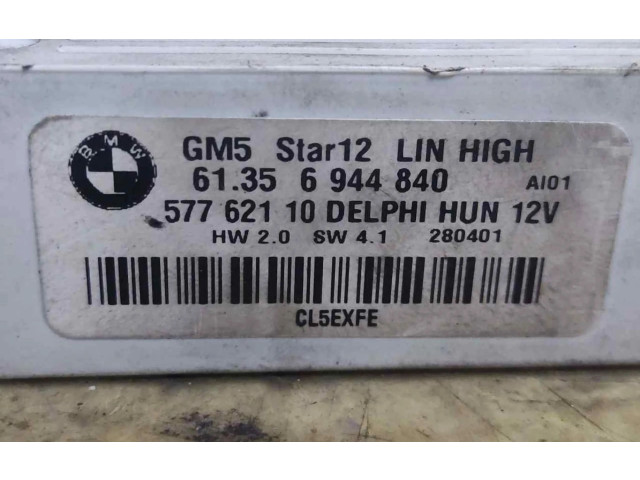 BMW
GM5 Star12 LIN HIGH
61.35 6 944 840 AI01
577 621 10 DELPHI HUN 12V
HW 2.0 SW 4.1 280401
CL5EXFE